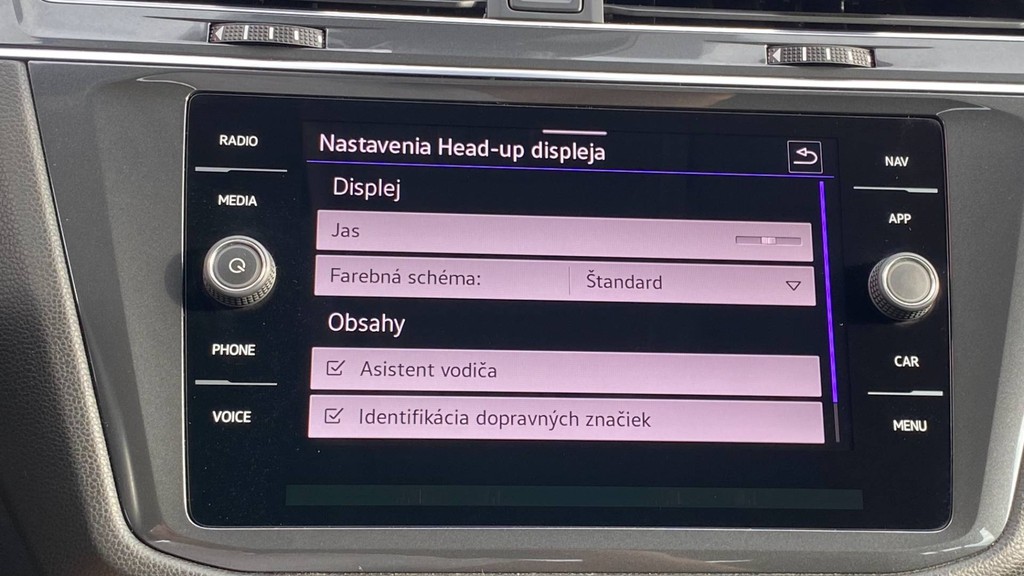 RADIO
MEDIA
PHONE
VOICE
Nastavenia Head-up displeja
Displej
Jas
Farebná schéma: Štandard
Obsahy
Asistent vodiča
Identifikácia dopravných značiek
NAV
APP
CAR
MENU